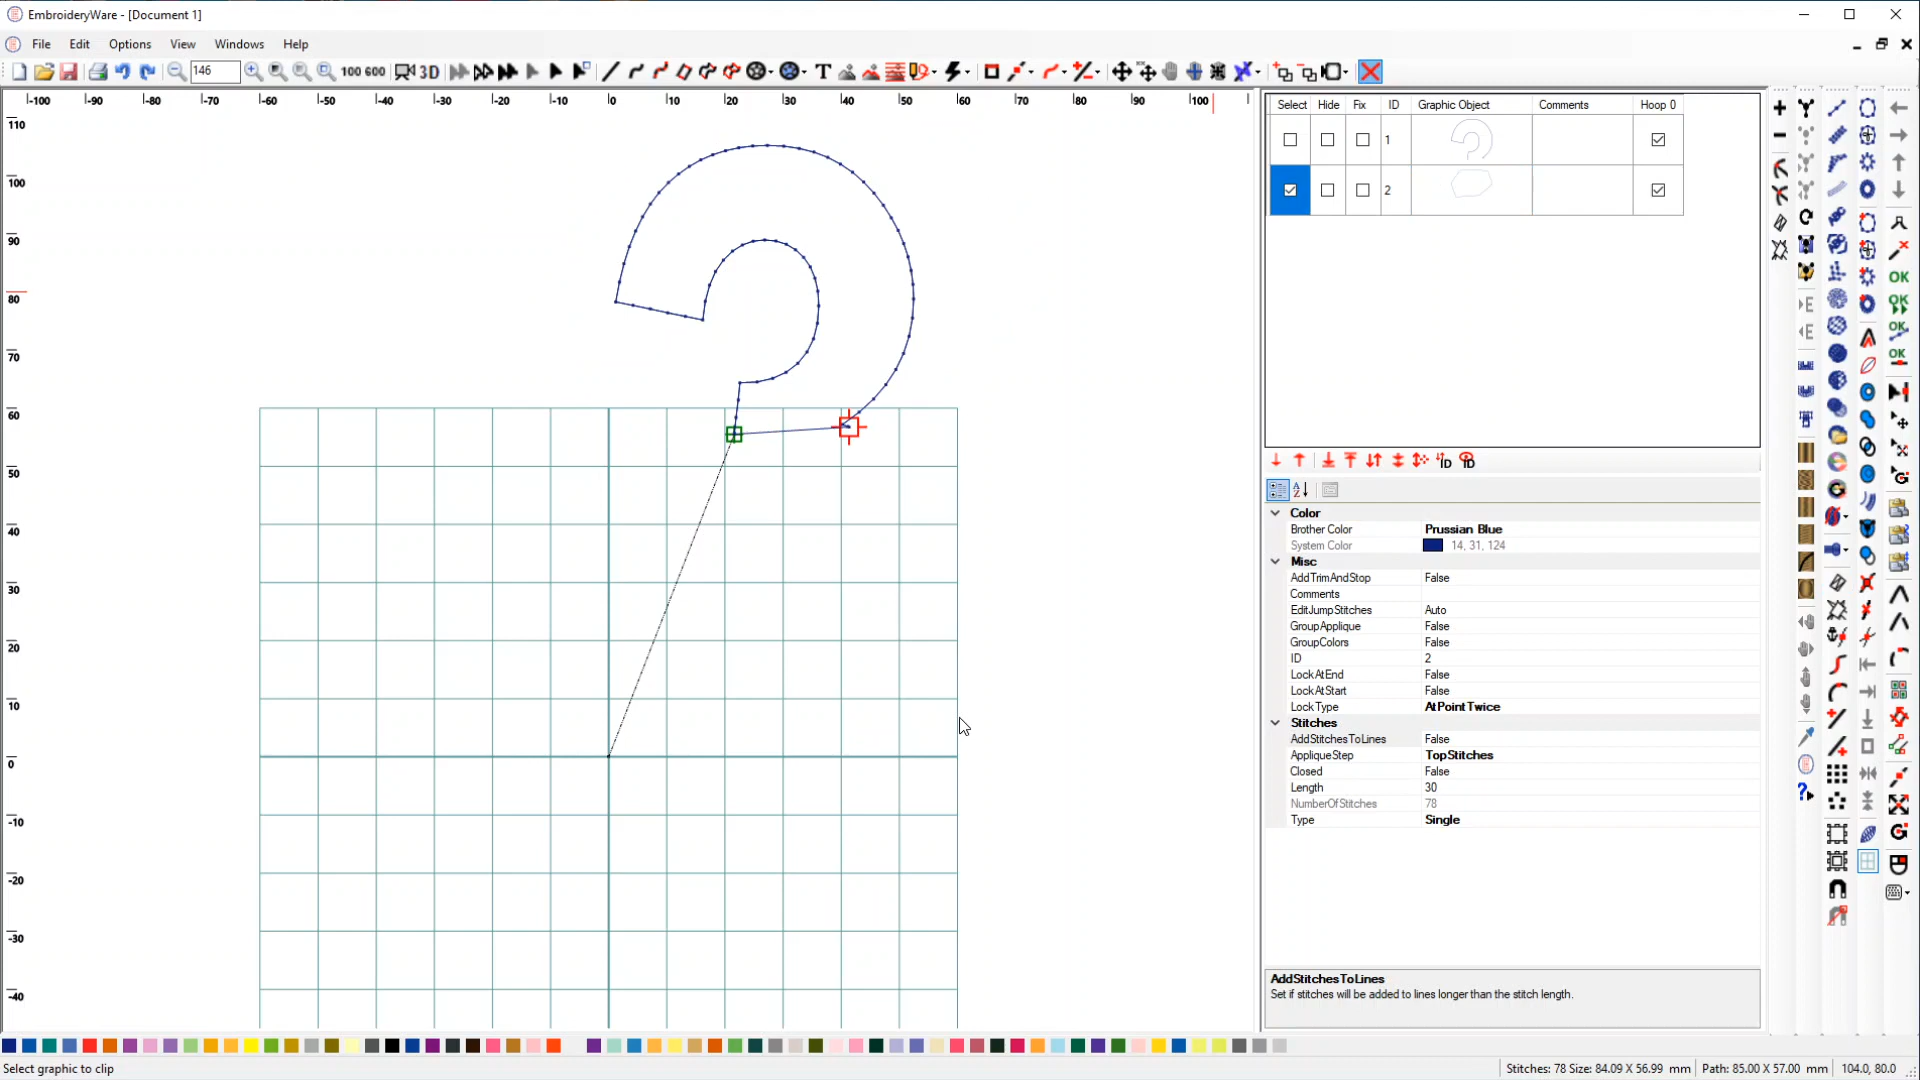 EmbroideryWare - [Document 1]
File Edit Options View Windows Help
146 100 600 3D
-100 -90 -80 -70 -60 -50 -40 -30 -20 -10 0 10 20 30 40 50 60 70 80 90 100
110
100
90
80
70
60
50
40
30
20
10
0
-10
-20
-30
-40
Select Hide Fix ID Graphic Object Comments Hoop 0
1
2
ID ID
Color
Brother Color Prussian Blue
System Color 14, 31, 124
Misc
AddTrimAndStop False
Comments
EditJumpStitches Auto
GroupApplique False
GroupColors False
ID 2
LockAtEnd False
LockAtStart False
LockType AtPointTwice
Stitches
AddStitchesToLines False
AppliqueStep TopStitches
Closed False
Length 30
NumberOfStitches 78
Type Single
AddStitchesToLines
Set if stitches will be added to lines longer than the stitch length.
OK
OK
OK
OK
E
E
Select graphic to clip
Stitches: 78 Size: 84.09 X 56.99 mm Path: 85.00 X 57.00 mm 104.0, 80.0